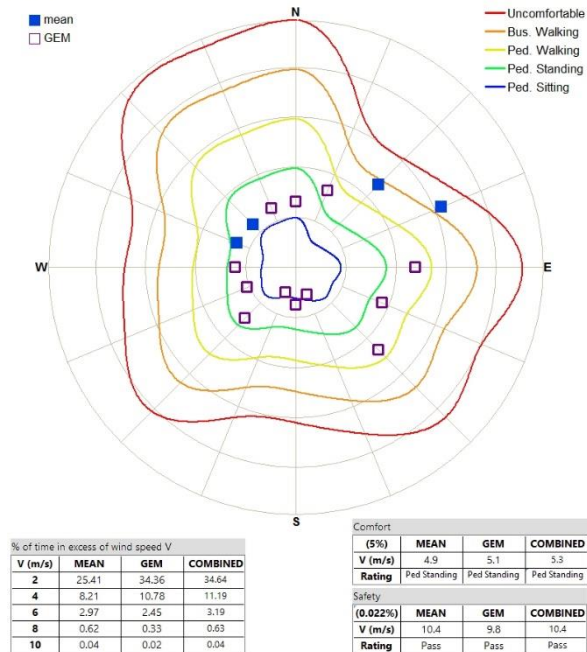 N
mean
GEM
Uncomfortable
Bus. Walking
Ped. Walking
Ped. Standing
Ped. Sitting
W
E
S
% of time in excess of wind speed V
V (m/s) MEAN GEM COMBINED
2 25.41 34.36 34.64
4 8.21 10.78 11.19
6 2.97 2.45 3.19
8 0.62 0.33 0.63
10 0.04 0.02 0.04
Comfort
(5%) MEAN GEM COMBINED
V (m/s) 4.9 5.1 5.3
Rating Ped Standing Ped Standing Ped Standing
Safety
(0.022%) MEAN GEM COMBINED
V (m/s) 10.4 9.8 10.4
Rating Pass Pass Pass